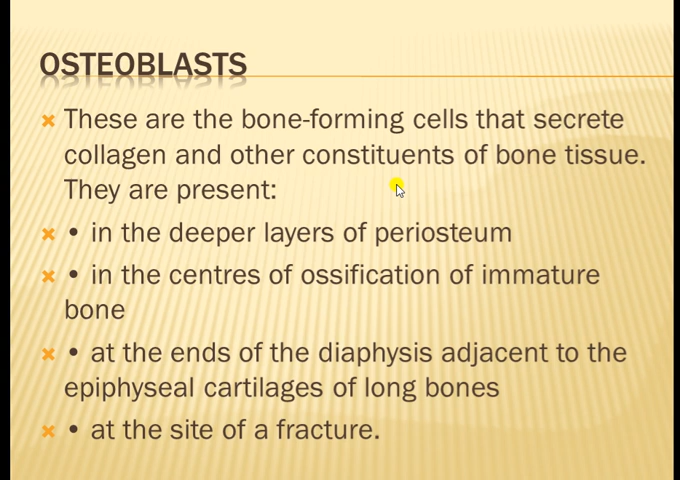 OSTEOBLASTS
These are the bone-forming cells that secrete
collagen and other constituents of bone tissue.
They are present:
• in the deeper layers of periosteum
• in the centres of ossification of immature
bone
• at the ends of the diaphysis adjacent to the
epiphyseal cartilages of long bones
• at the site of a fracture.